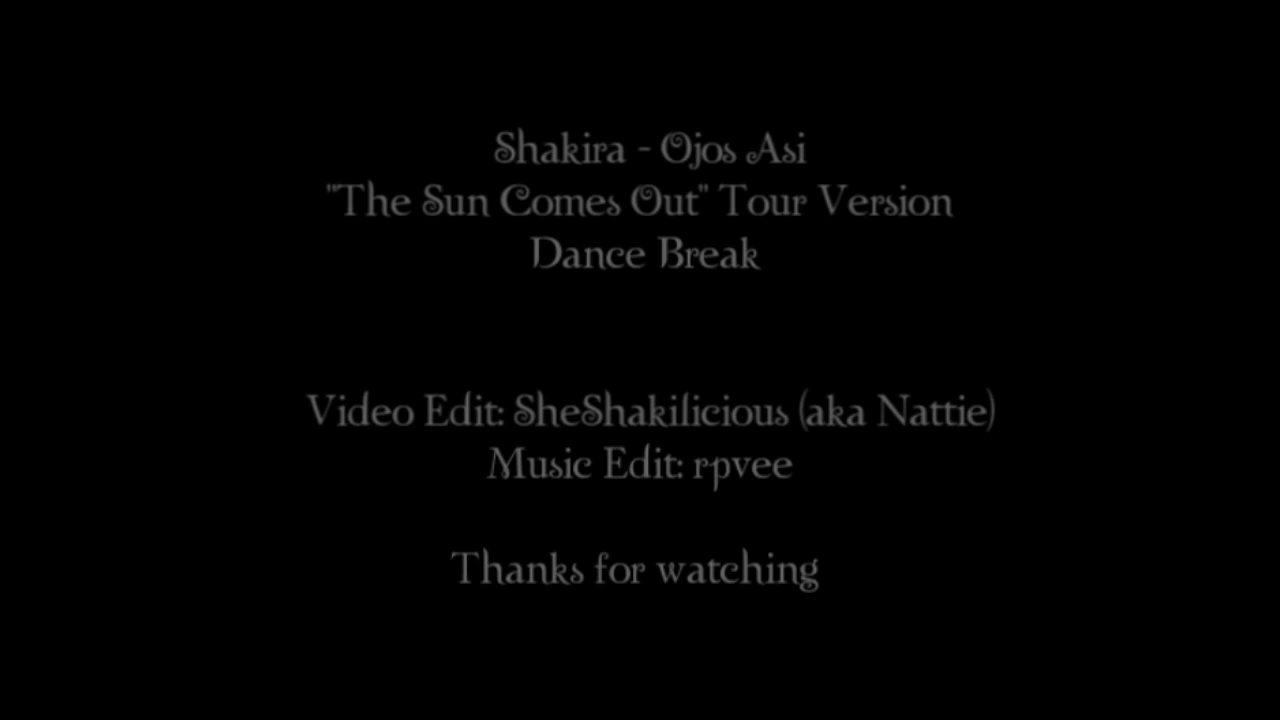 Shakira - Ojos Asi
"The Sun Comes Out" Tour Version
Dance Break
Video Edit: SheShakilicious (aka Nattie)
Music Edit: rpvee
Thanks for watching